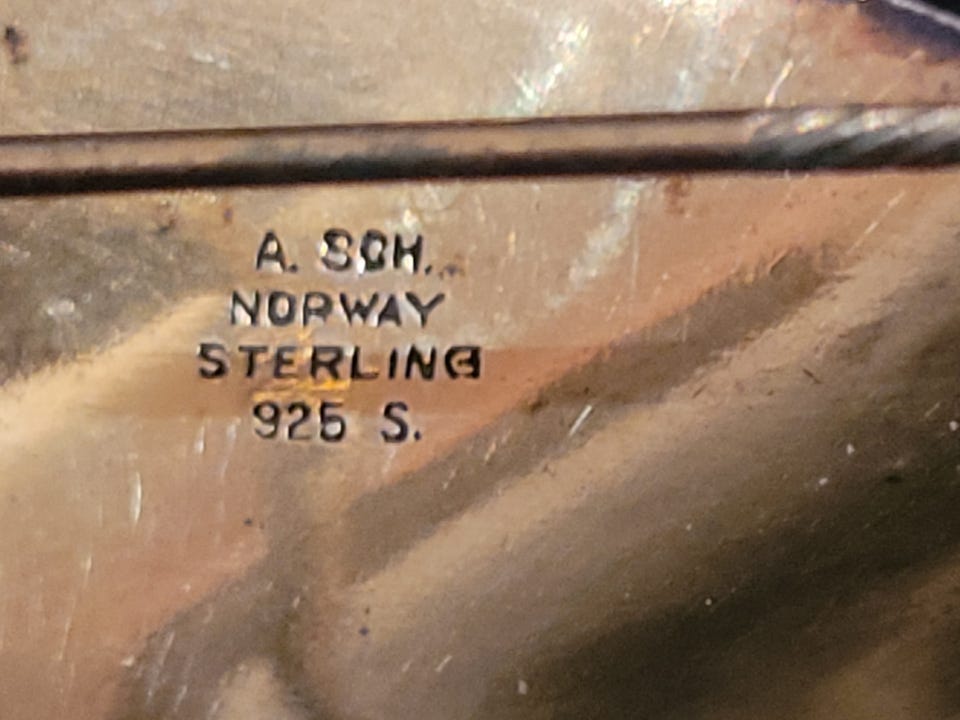 A. SCH.
NORWAY
STERLING
925 S.